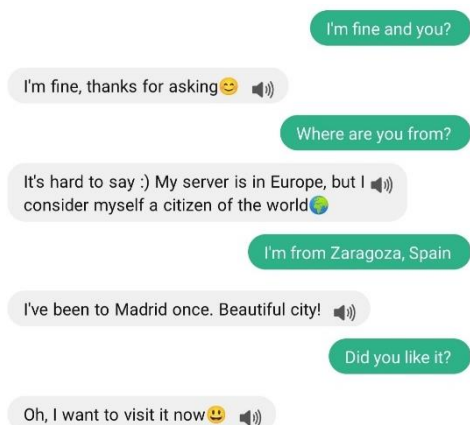 I'm fine and you?
I'm fine, thanks for asking😊
Where are you from?
It's hard to say :) My server is in Europe, but I
consider myself a citizen of the world🌍
I'm from Zaragoza, Spain
I've been to Madrid once. Beautiful city!
Did you like it?
Oh, I want to visit it now😃